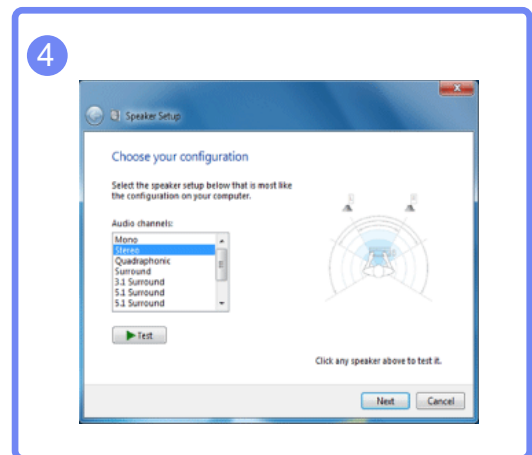 4
Speaker Setup
Choose your configuration
Select the speaker setup below that is most like
the configuration on your computer.
Audio channels:
Mono
Stereo
Quadraphonic
Surround
3.1 Surround
5.1 Surround
5.1 Surround
Test
Click any speaker above to test it.
Next Cancel